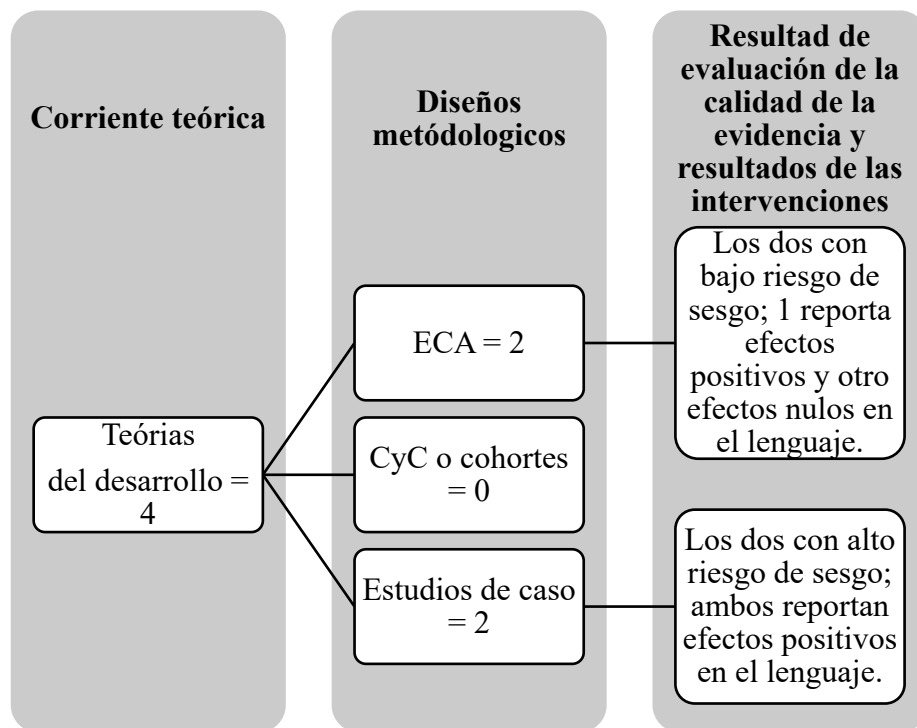 Corriente teórica
Diseños
metódologicos
Resultad de
evaluación de la
calidad de la
evidencia y
resultados de las
intervenciones
Teórias
del desarrollo =
4
ECA = 2
CyC o cohortes
= 0
Estudios de caso
= 2
Los dos con
bajo riesgo de
sesgo; 1 reporta
efectos
positivos y otro
efectos nulos en
el lenguaje.
Los dos con alto
riesgo de sesgo;
ambos reportan
efectos positivos
en el lenguaje.